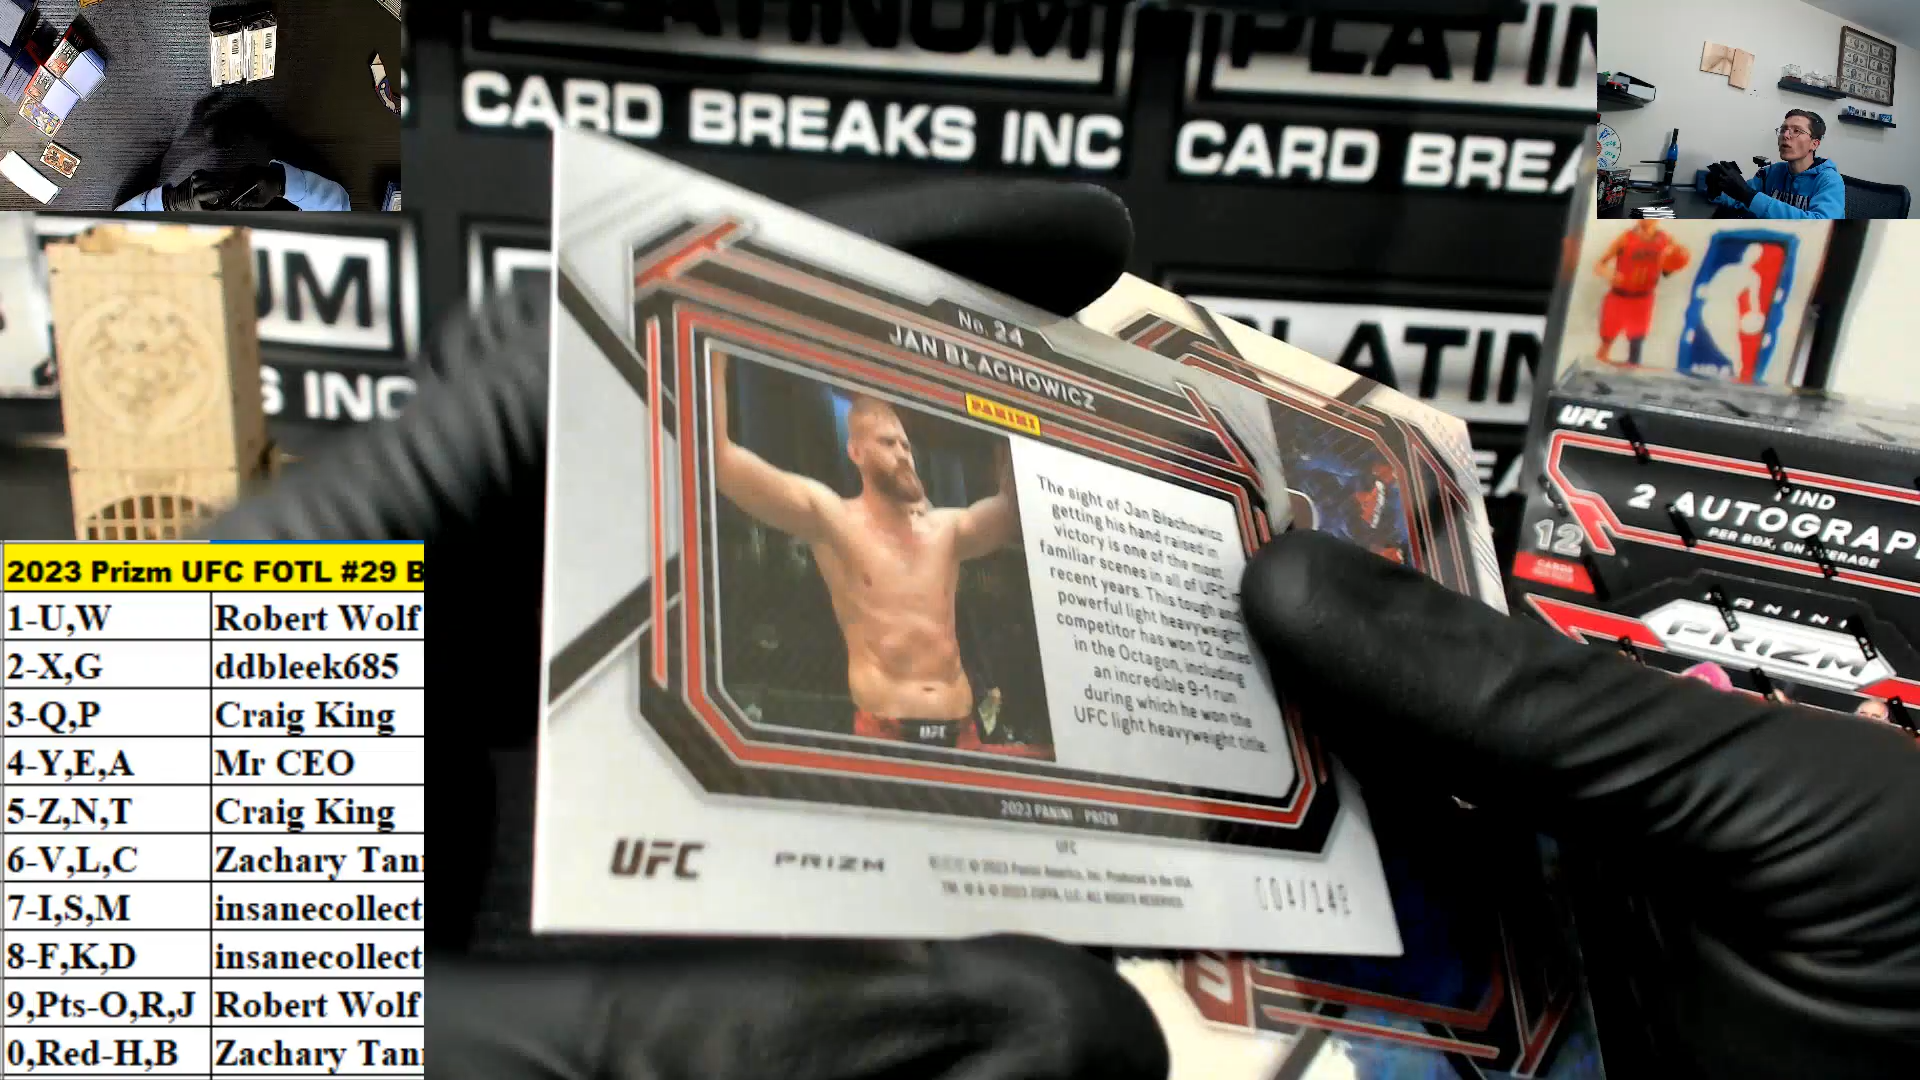 PLATINUM
PLATIN
CARD BREAKS INC
CARD BREA
UM
S INC
PLATIN
No. 24
JAN BŁACHOWICZ
PANINI
The sight of Jan Błachowicz
getting his hand raised in
victory is one of the most
familiar scenes in all of UFC in
recent years. This tough and
powerful light heavyweight
competitor has won 12 times
in the Octagon, including
an incredible 9-1 run
during which he won the
UFC light heavyweight title.
UFC
2023 PANINI - PRIZM
UFC
UFC
PRIZM
© 2023 Panini America, Inc. Produced in the USA.
TM, ® & © 2023 ZUFFA, LLC. ALL RIGHTS RESERVED.
004/149
UFC
FIND
2 AUTOGRAP
PER BOX, ON AVERAGE
12
CARDS
PANINI
PRIZM
2023 Prizm UFC FOTL #29 B
1-U,W Robert Wolf
2-X,G ddbleek685
3-Q,P Craig King
4-Y,E,A Mr CEO
5-Z,N,T Craig King
6-V,L,C Zachary Tan
7-I,S,M insanecollect
8-F,K,D insanecollect
9,Pts-O,R,J Robert Wolf
0,Red-H,B Zachary Tan